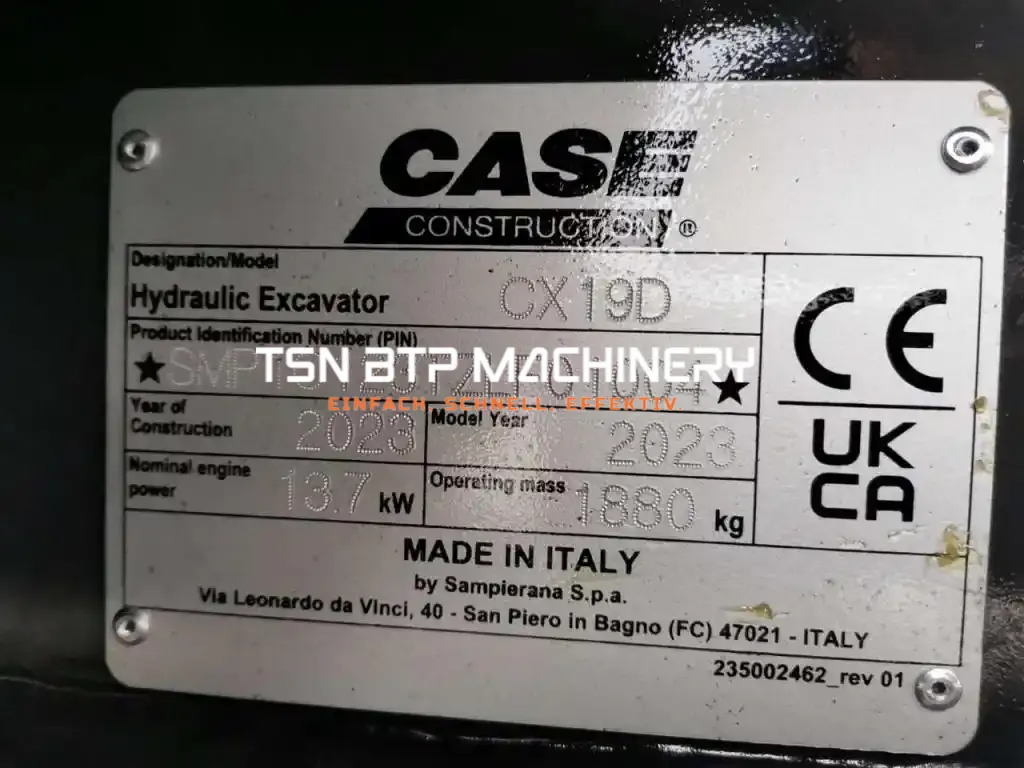 CASE
CONSTRUCTION ®
Designation/Model
Hydraulic Excavator CX19D
Product Identification Number (PIN)
TSN BTP MACHINERY
EINFACH. SCHNELL. EFFEKTIV
Year of Construction 2023
Model Year 2023
Nominal engine power 13.7 kW
Operating mass 1880 kg
CE
UK
CA
MADE IN ITALY
by Sampierana S.p.a.
Via Leonardo da Vinci, 40 - San Piero in Bagno (FC) 47021 - ITALY
235002462_rev 01